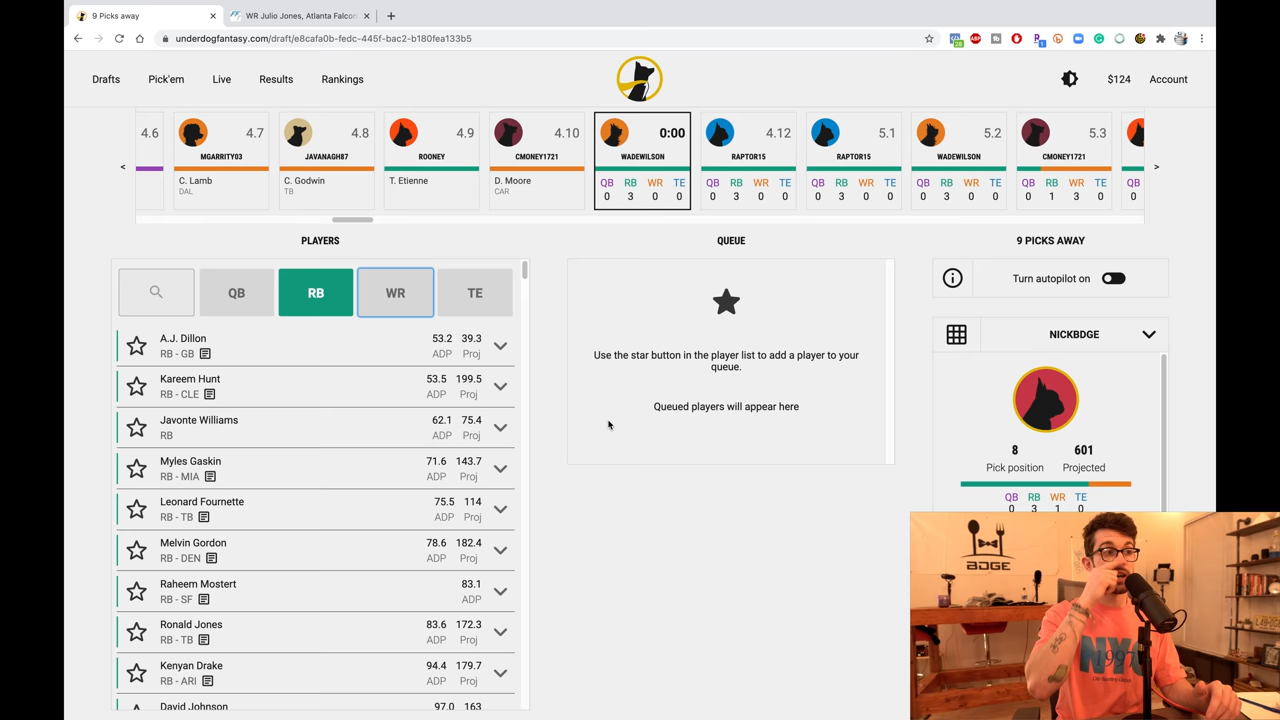 9 Picks away
WR Julio Jones, Atlanta Falcon
underdogfantasy.com/draft/e8cafa0b-fedc-445f-bac2-b180fea133b5
28
ABP
1
Drafts
Pick'em
Live
Results
Rankings
$124
Account
<
4.6
4.7
MGARRITY03
C. Lamb
DAL
4.8
JAVANAGH87
C. Godwin
TB
4.9
ROONEY
T. Etienne
4.10
CMONEY1721
D. Moore
CAR
0:00
WADEWILSON
QB RB WR TE
0 3 0 0
4.12
RAPTOR15
QB RB WR TE
0 3 0 0
5.1
RAPTOR15
QB RB WR TE
0 3 0 0
5.2
WADEWILSON
QB RB WR TE
0 3 0 0
5.3
CMONEY1721
QB RB WR TE
0 1 3 0
QB
0
>
PLAYERS
QB
RB
WR
TE
A.J. Dillon 53.2 39.3
RB - GB ADP Proj
Kareem Hunt 53.5 199.5
RB - CLE ADP Proj
Javonte Williams 62.1 75.4
RB ADP Proj
Myles Gaskin 71.6 143.7
RB - MIA ADP Proj
Leonard Fournette 75.5 114
RB - TB ADP Proj
Melvin Gordon 78.6 182.4
RB - DEN ADP Proj
Raheem Mostert 83.1
RB - SF ADP
Ronald Jones 83.6 172.3
RB - TB ADP Proj
Kenyan Drake 94.4 179.7
RB - ARI ADP Proj
David Johnson 97.0 163
QUEUE
Use the star button in the player list to add a player to your
queue.
Queued players will appear here
9 PICKS AWAY
Turn autopilot on
NICKBDGE
8 601
Pick position Projected
QB RB WR TE
0 3 1 0
BDGE
NYC
1997